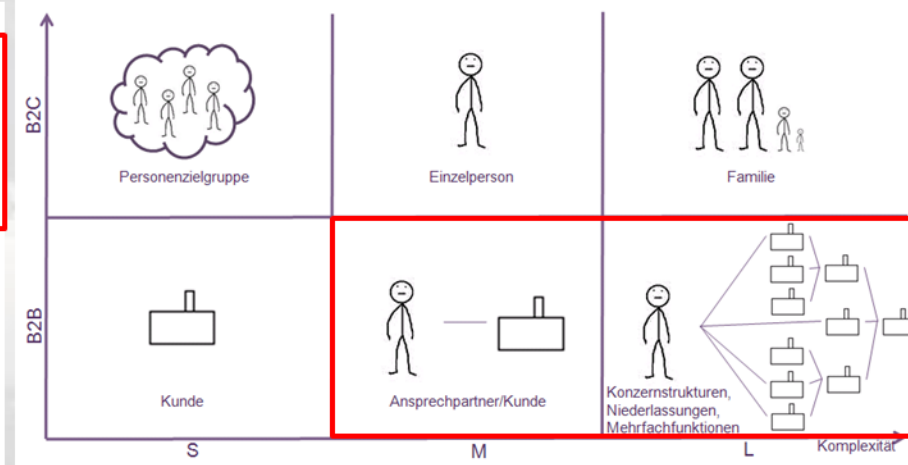 B2C
Personenzielgruppe
Einzelperson
Familie
B2B
Kunde
Ansprechpartner/Kunde
Konzernstrukturen,
Niederlassungen,
Mehrfachfunktionen
S
M
L
Komplexität